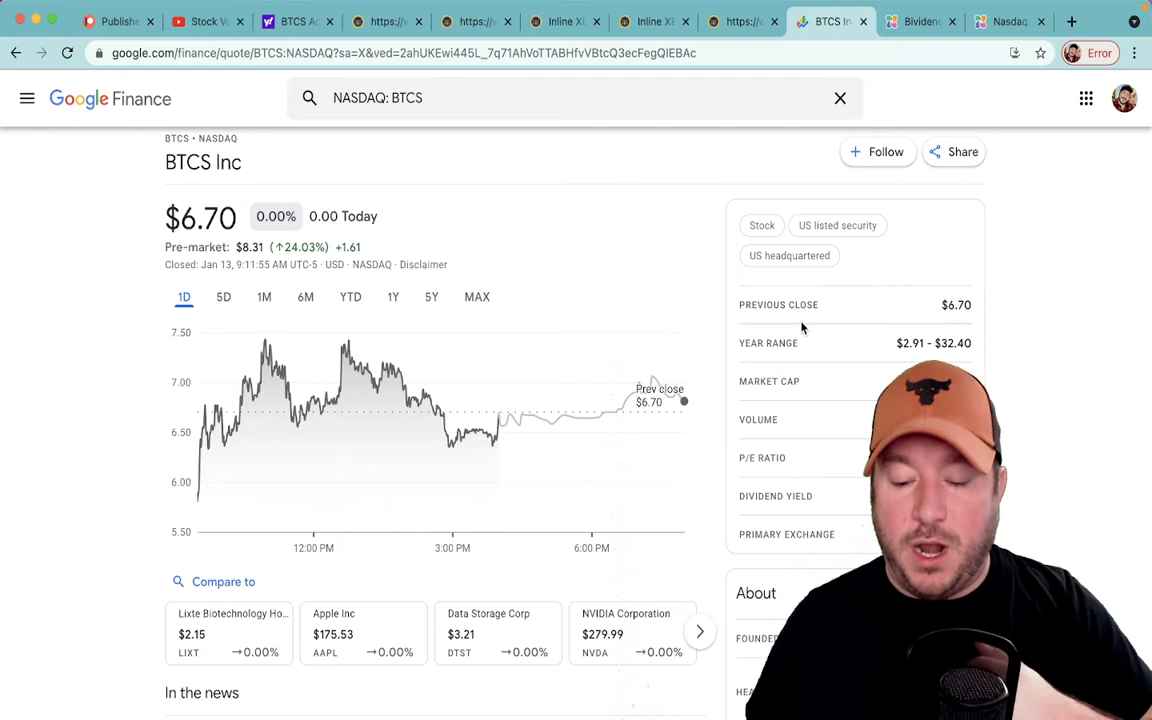 Publishe
Stock Vo
BTCS Ac
https://v
https://v
Inline XE
Inline XE
https://v
BTCS In
Dividenc
Nasdaq:
google.com/finance/quote/BTCS:NASDAQ?sa=X&ved=2ahUKEwi445L_7q71AhVoTTABHfvVBtcQ3ecFegQIEBAc
Error
Google Finance
NASDAQ: BTCS
BTCS • NASDAQ
BTCS Inc
Follow
Share
$6.70 0.00% 0.00 Today
Pre-market: $8.31 (↑24.03%) +1.61
Closed: Jan 13, 9:11:55 AM UTC-5 · USD · NASDAQ · Disclaimer
1D 5D 1M 6M YTD 1Y 5Y MAX
7.50
7.00
6.50
6.00
5.50
Prev close
$6.70
12:00 PM 3:00 PM 6:00 PM
Stock
US listed security
US headquartered
PREVIOUS CLOSE $6.70
YEAR RANGE $2.91 - $32.40
MARKET CAP
VOLUME
P/E RATIO
DIVIDEND YIELD
PRIMARY EXCHANGE
About
FOUNDE
HEA
Compare to
Lixte Biotechnology Ho...
$2.15
LIXT →0.00%
Apple Inc
$175.53
AAPL →0.00%
Data Storage Corp
$3.21
DTST →0.00%
NVIDIA Corporation
$279.99
NVDA →0.00%
In the news